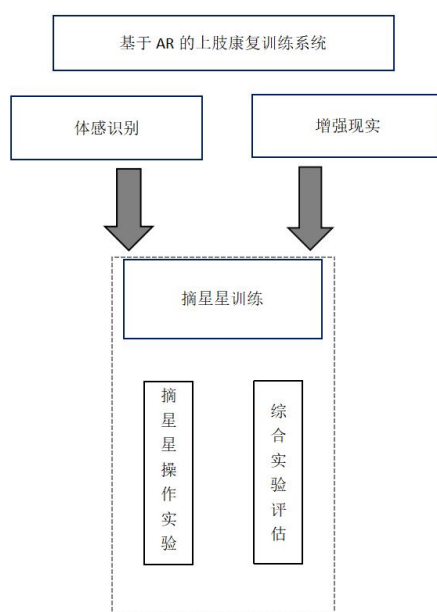 基于 AR 的上肢康复训练系统
体感识别
增强现实
摘星星训练
摘星星操作实验
综合实验评估